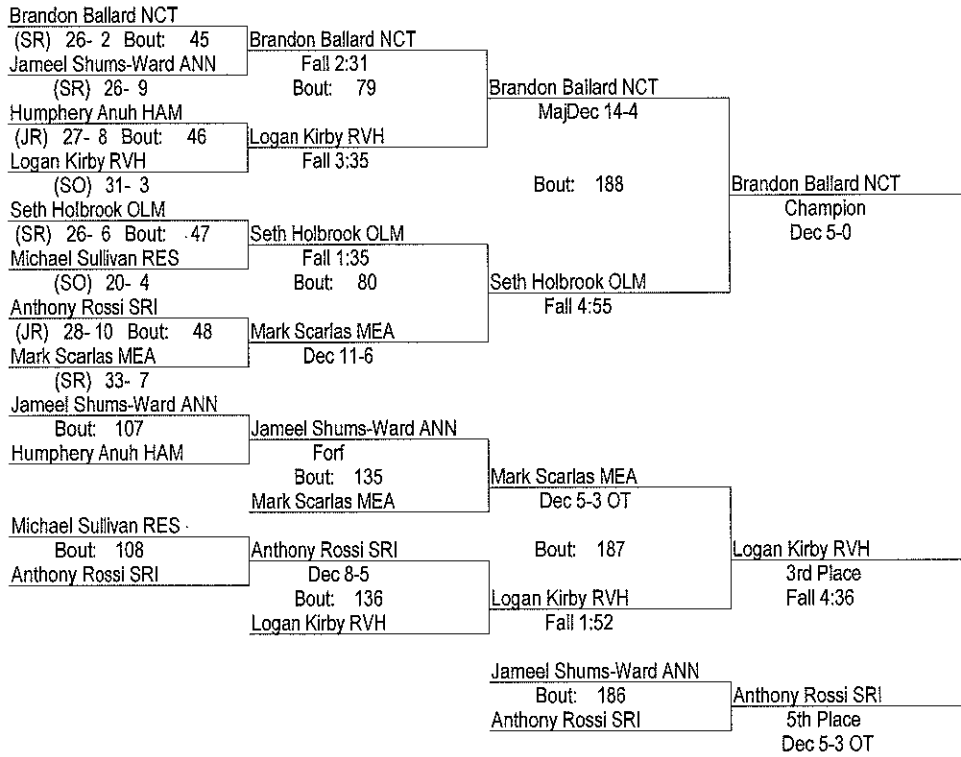 Brandon Ballard NCT
(SR) 26- 2 Bout: 45
Jameel Shums-Ward ANN
(SR) 26- 9
Humphery Anuh HAM
(JR) 27- 8 Bout: 46
Logan Kirby RVH
(SO) 31- 3
Seth Holbrook OLM
(SR) 26- 6 Bout: 47
Michael Sullivan RES
(SO) 20- 4
Anthony Rossi SRI
(JR) 28- 10 Bout: 48
Mark Scarlas MEA
(SR) 33- 7
Brandon Ballard NCT
Fall 2:31
Bout: 79
Logan Kirby RVH
Fall 3:35
Seth Holbrook OLM
Fall 1:35
Bout: 80
Mark Scarlas MEA
Dec 11-6
Brandon Ballard NCT
MajDec 14-4
Bout: 188
Seth Holbrook OLM
Fall 4:55
Brandon Ballard NCT
Champion
Dec 5-0
Jameel Shums-Ward ANN
Bout: 107
Humphery Anuh HAM
Michael Sullivan RES
Bout: 108
Anthony Rossi SRI
Jameel Shums-Ward ANN
Forf
Bout: 135
Mark Scarlas MEA
Anthony Rossi SRI
Dec 8-5
Bout: 136
Logan Kirby RVH
Mark Scarlas MEA
Dec 5-3 OT
Bout: 187
Logan Kirby RVH
Fall 1:52
Logan Kirby RVH
3rd Place
Fall 4:36
Jameel Shums-Ward ANN
Bout: 186
Anthony Rossi SRI
Anthony Rossi SRI
5th Place
Dec 5-3 OT